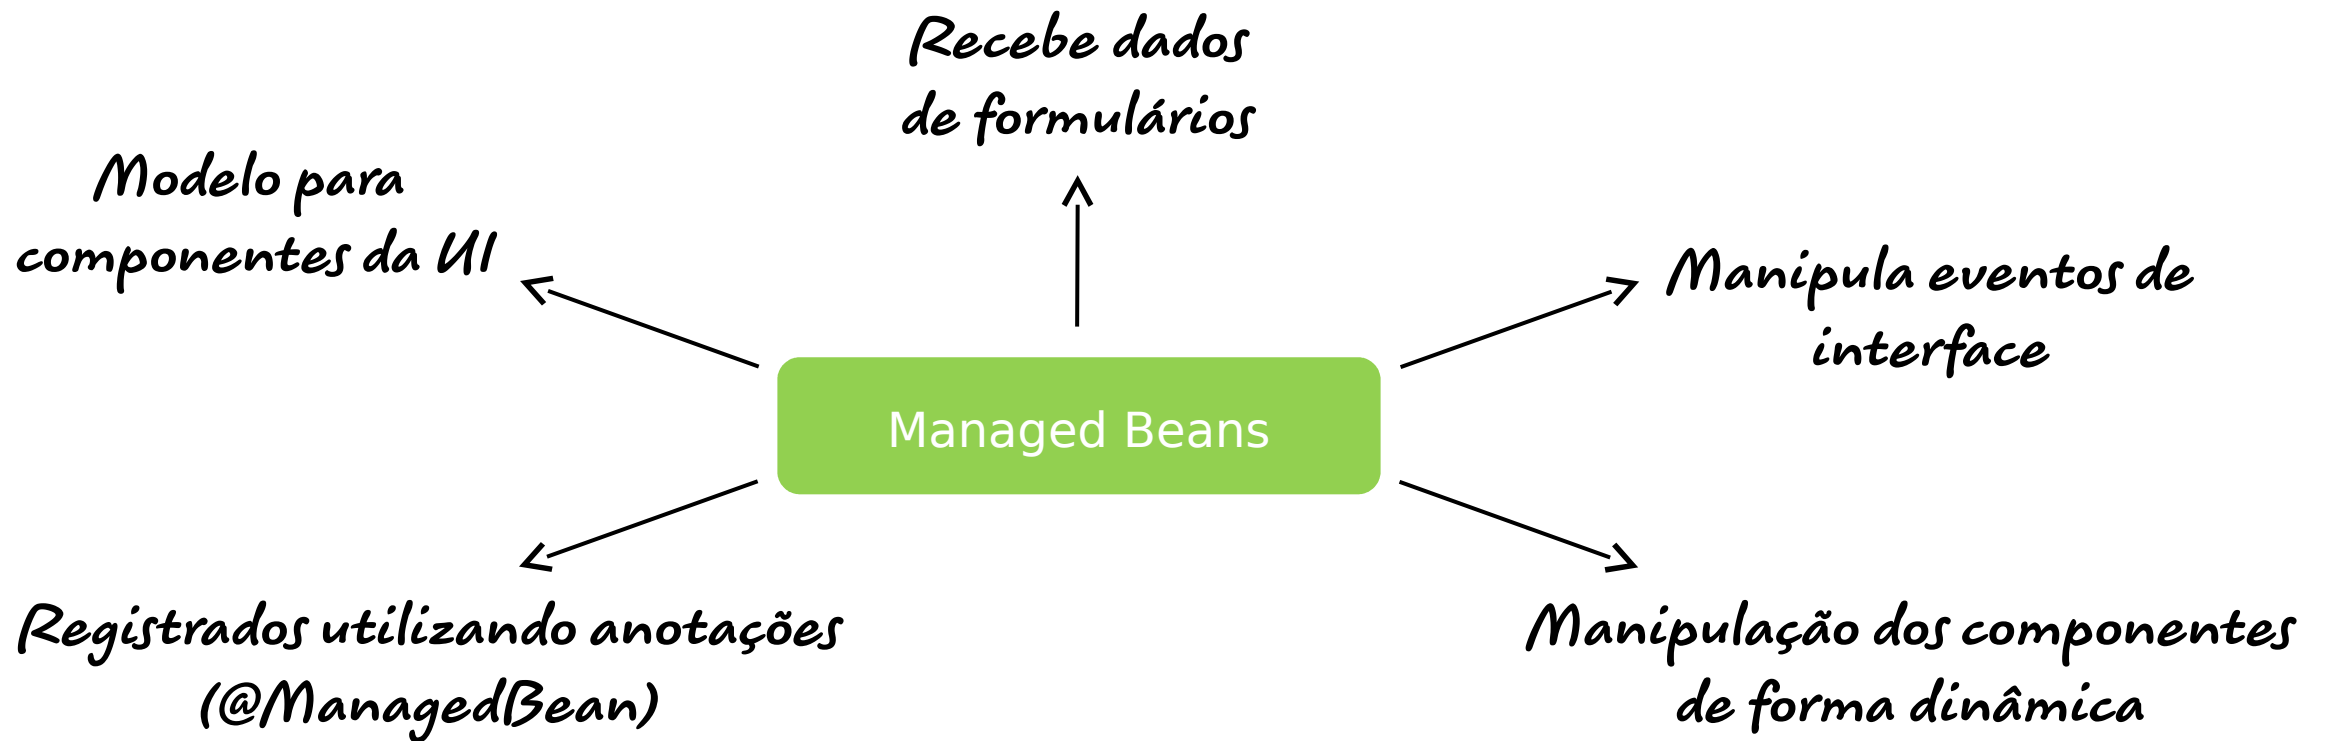 Recebe dados
de formulários
Modelo para
componentes da UI
Manipula eventos de
interface
Managed Beans
Registrados utilizando anotações
(@ManagedBean)
Manipulação dos componentes
de forma dinâmica